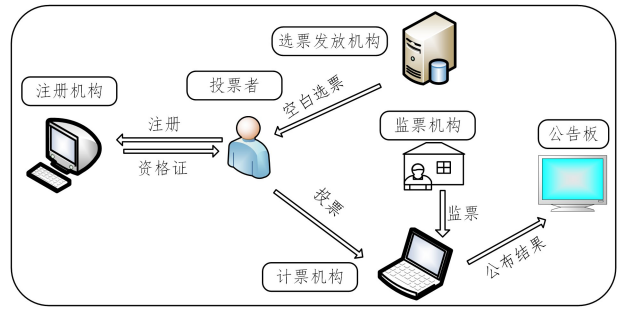 选票发放机构
注册机构
投票者
空白选票
注册
资格证
监票机构
公告板
投票
监票
计票机构
公布结果